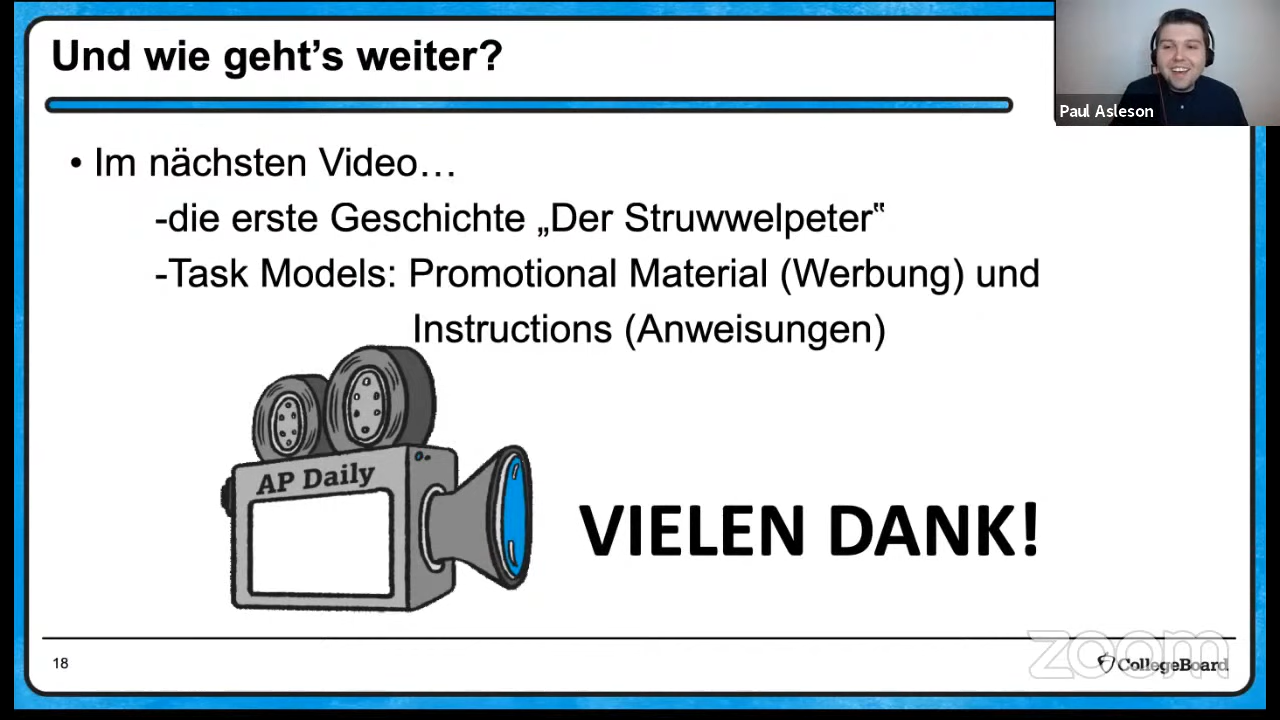 Und wie geht’s weiter?
Paul Asleson
• Im nächsten Video…
-die erste Geschichte „Der Struwwelpeter‟
-Task Models: Promotional Material (Werbung) und
Instructions (Anweisungen)
AP Daily
VIELEN DANK!
zoom
18
CollegeBoard